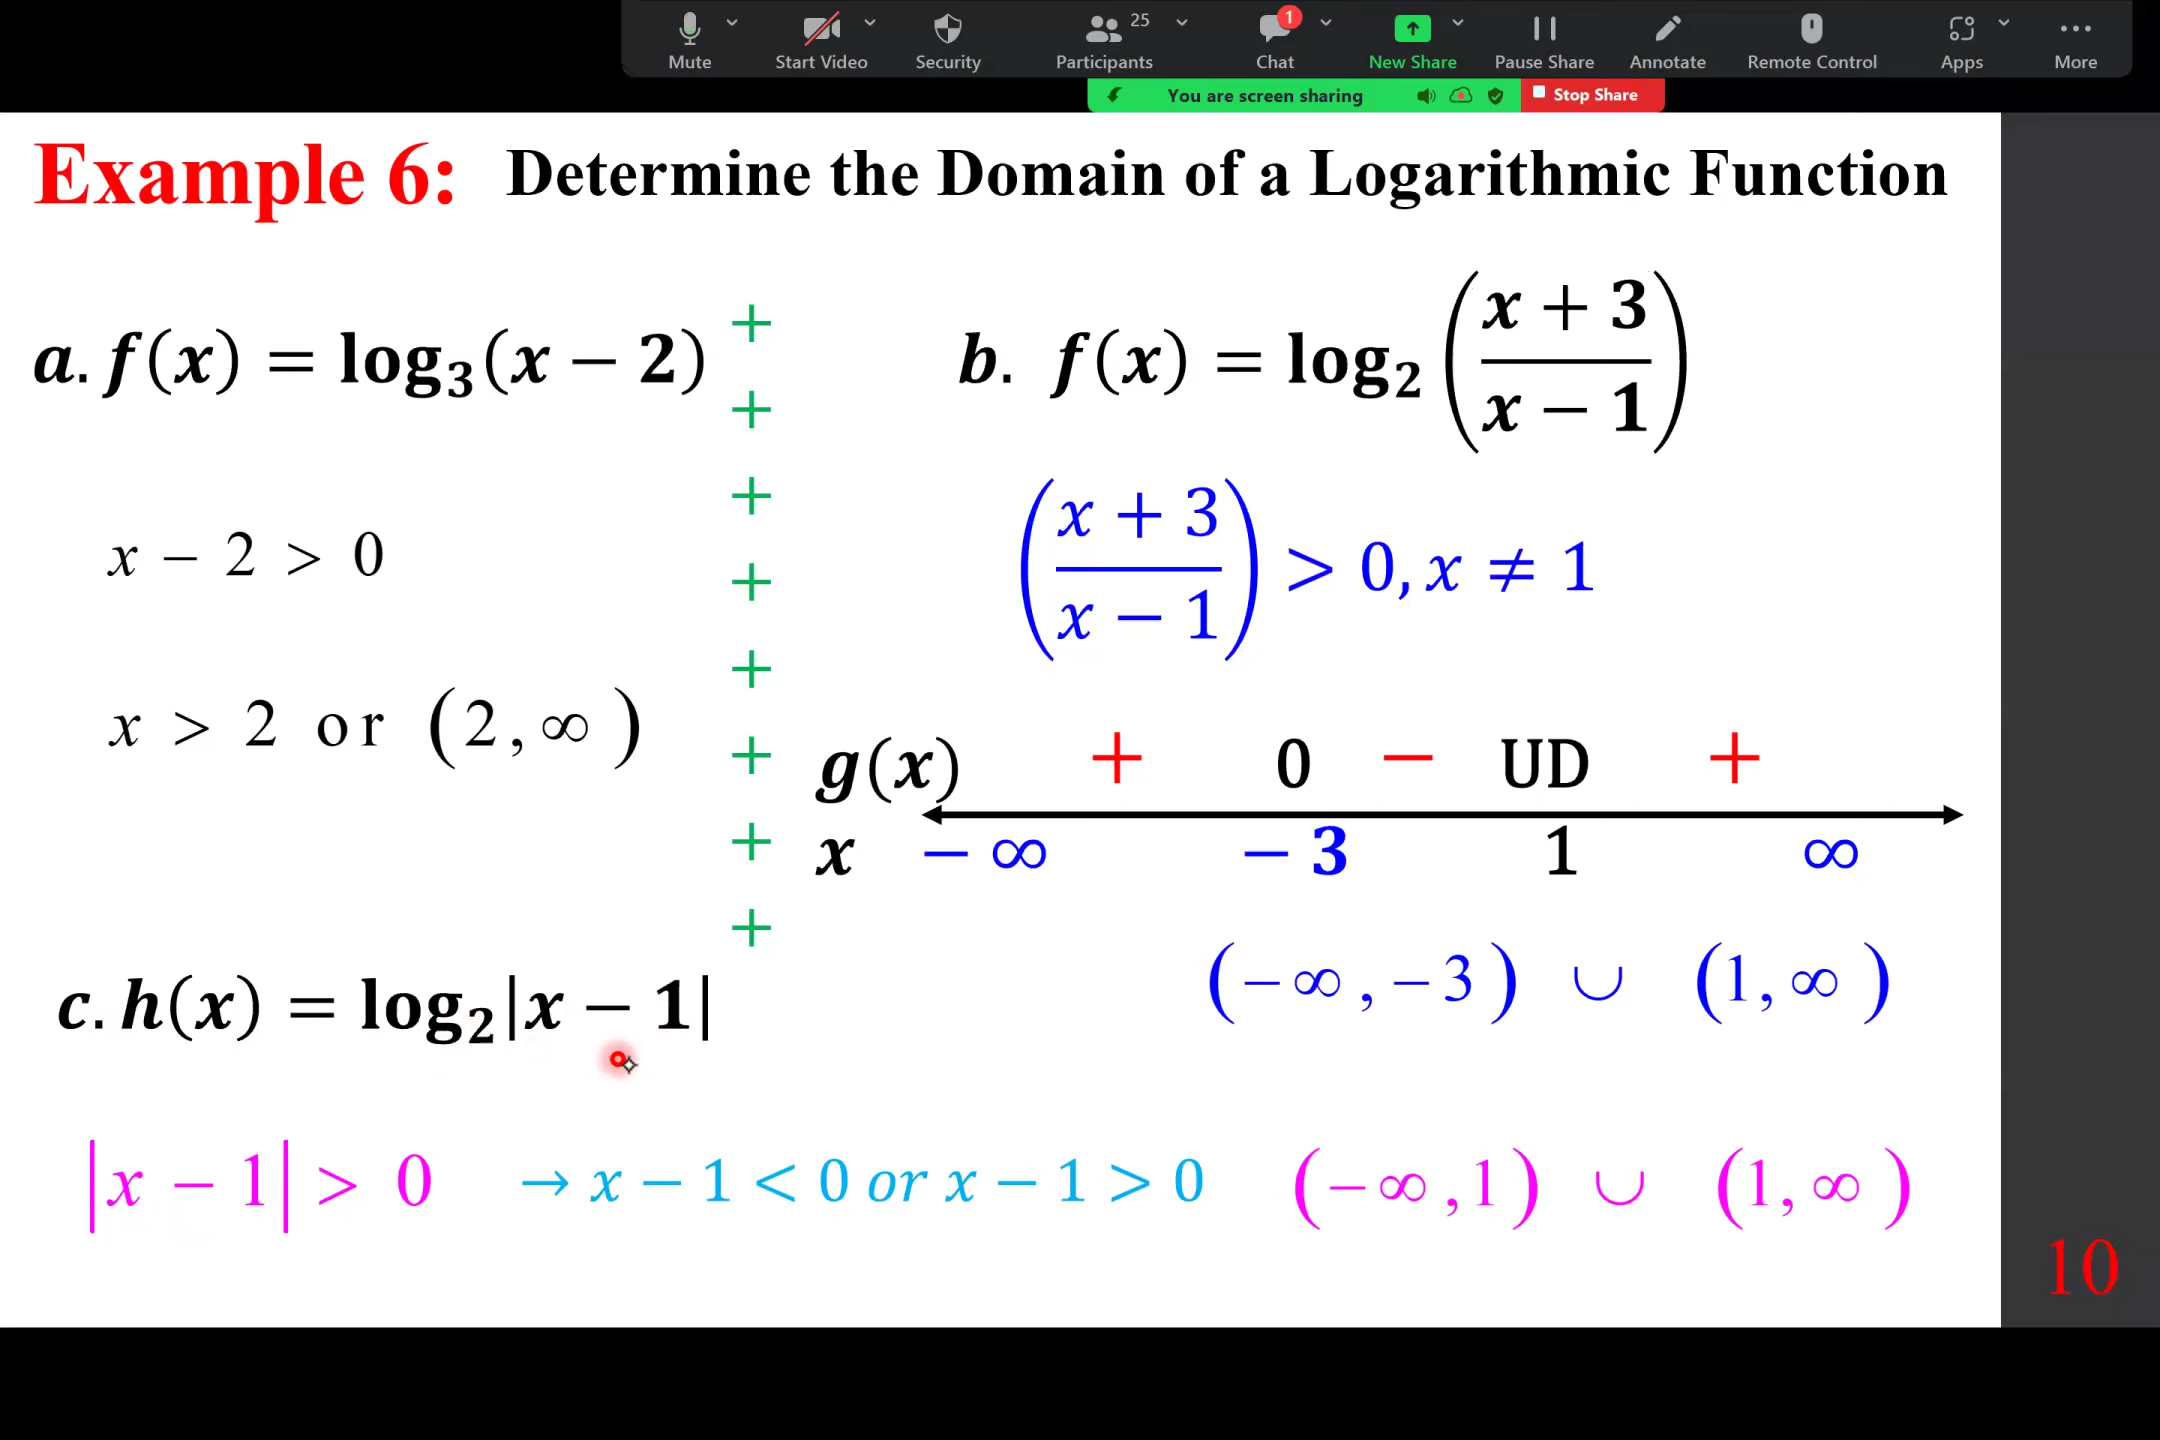 Mute Start Video Security Participants 25 Chat 1 New Share Pause Share Annotate Remote Control Apps More
You are screen sharing Stop Share
Example 6: Determine the Domain of a Logarithmic Function
a. f(x) = log₃(x − 2)
x − 2 > 0
x > 2 or (2, ∞)
+
+
+
+
+
+
+
+
b. f(x) = log₂((x + 3)/(x − 1))
((x + 3)/(x − 1)) > 0, x ≠ 1
g(x) + 0 − UD +
x − ∞ − 3 1 ∞
(−∞, −3) ∪ (1, ∞)
c. h(x) = log₂|x − 1|
|x − 1| > 0 → x − 1 < 0 or x − 1 > 0 (−∞, 1) ∪ (1, ∞)
10